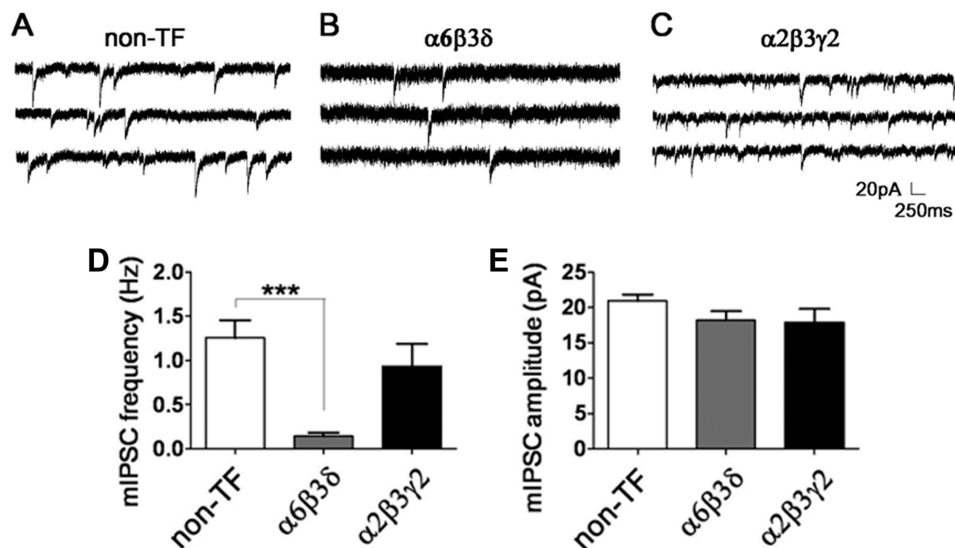 A
non-TF
B
α6β3δ
C
α2β3γ2
20pA
250ms
D
mIPSC frequency (Hz)
2.0
1.5
1.0
0.5
0.0
***
non-TF
α6β3δ
α2β3γ2
E
mIPSC amplitude (pA)
25
20
15
10
5
0
non-TF
α6β3δ
α2β3γ2